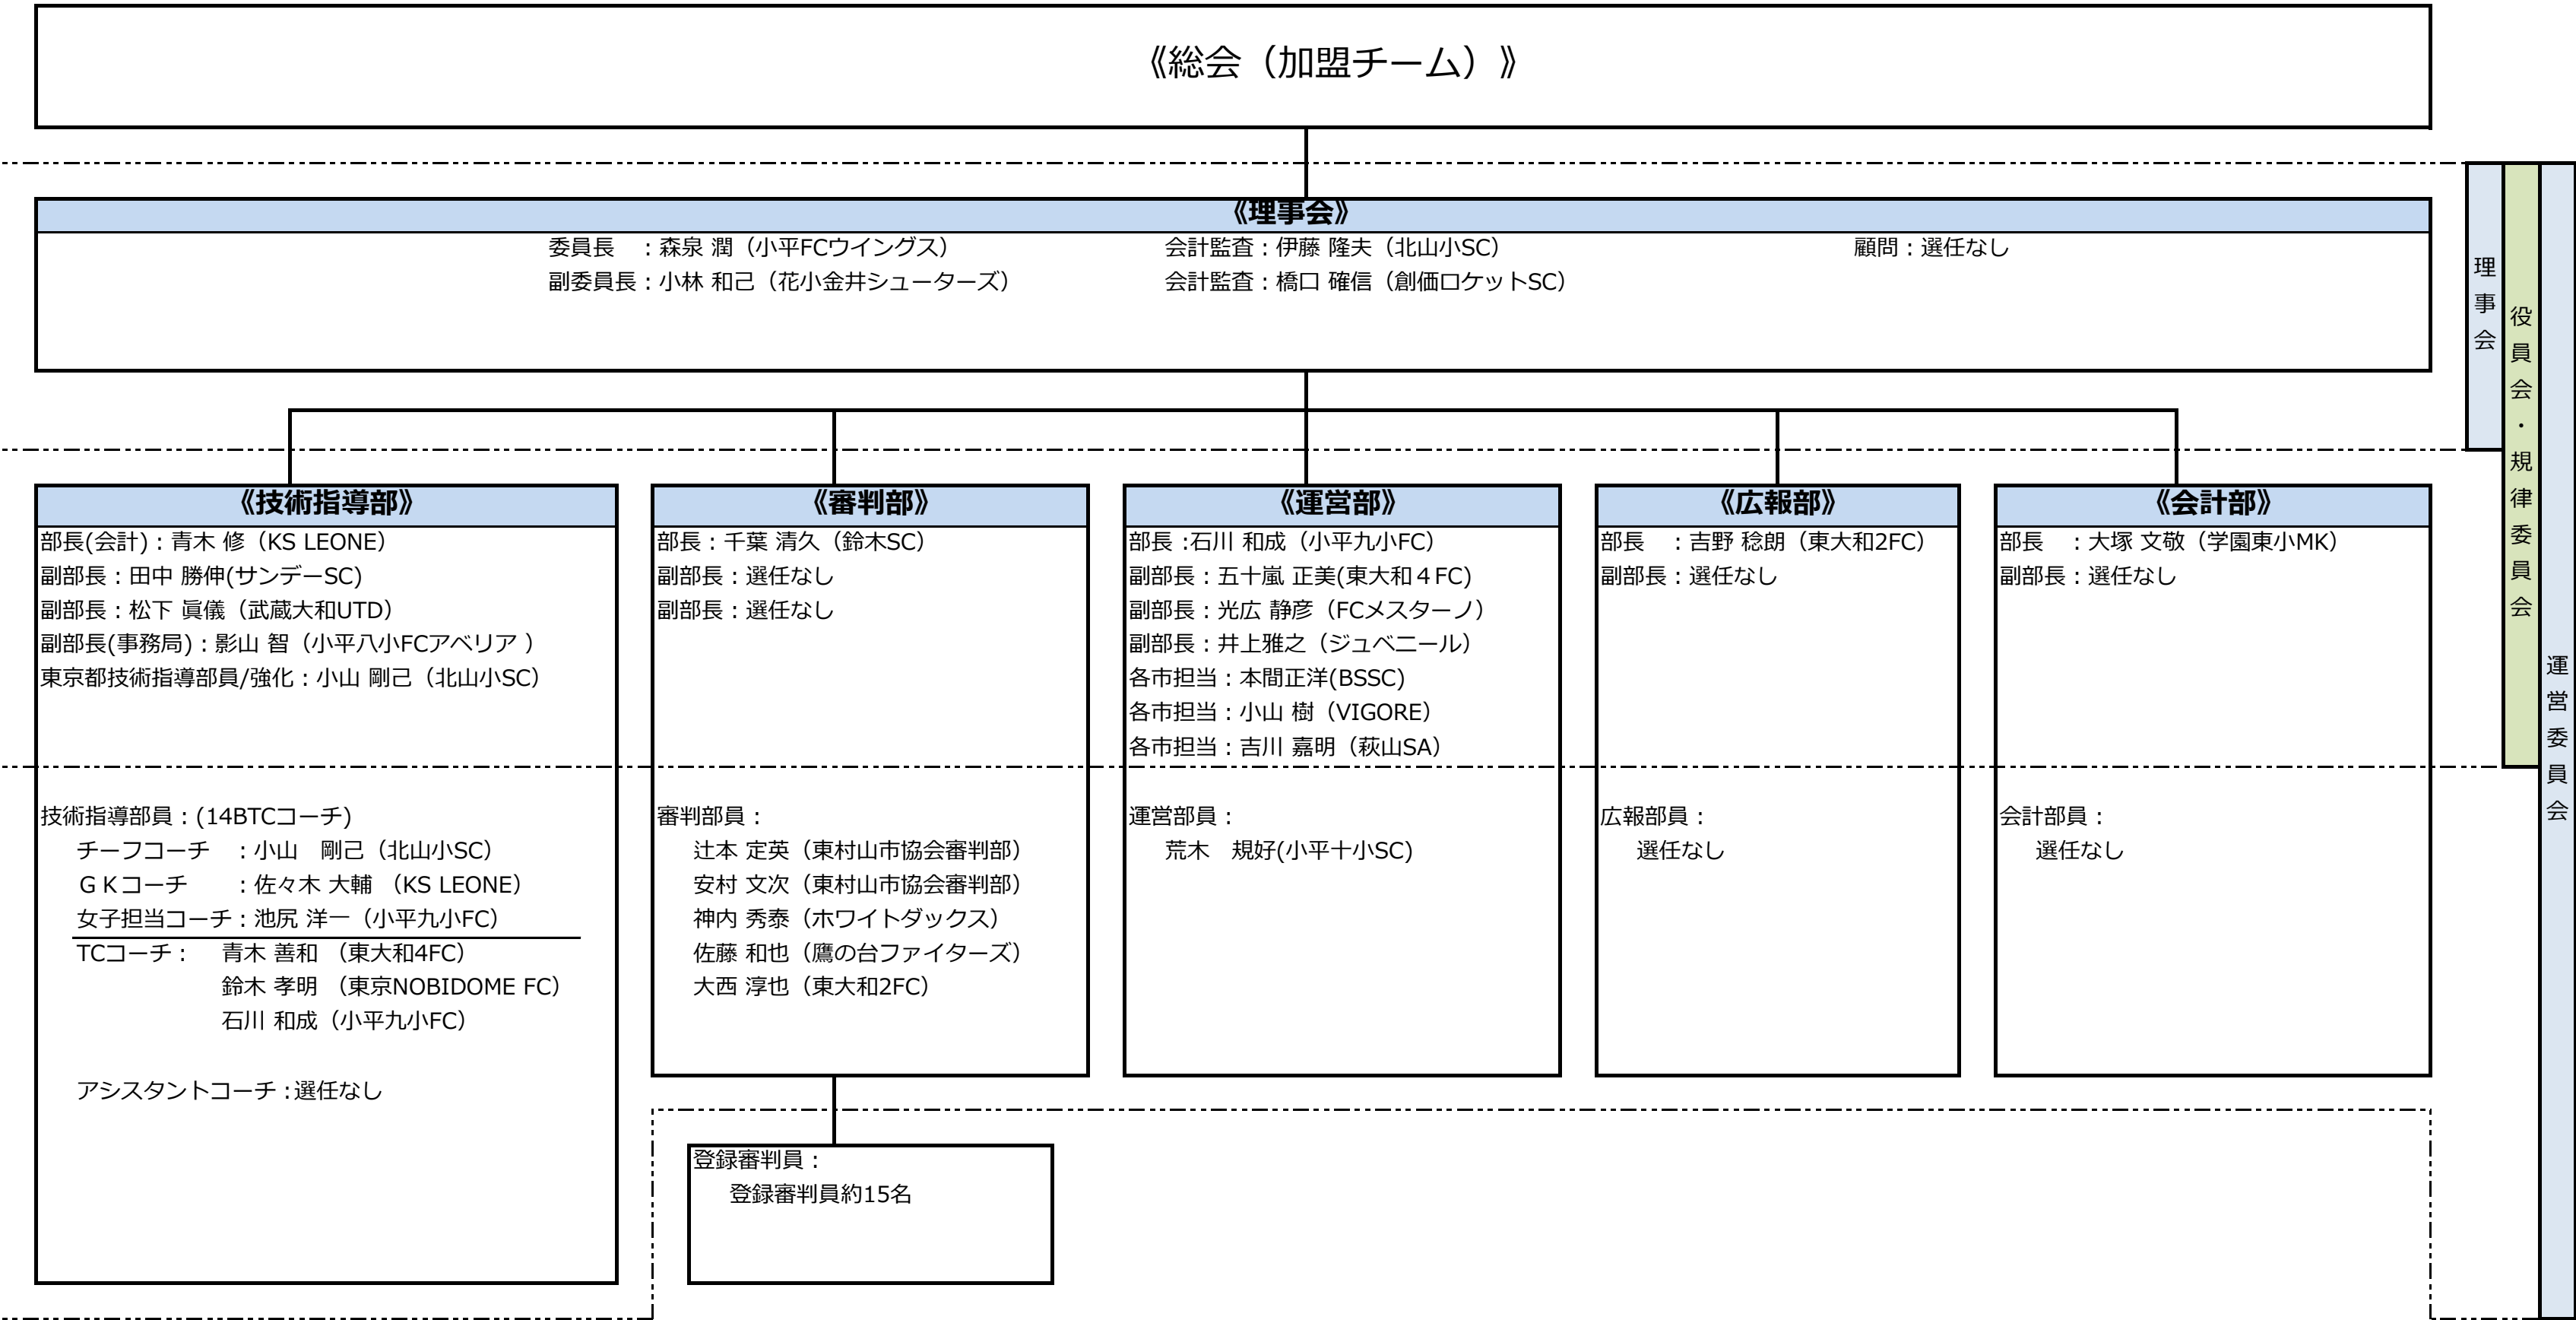 《総会（加盟チーム）》
《理事会》
委員長　：森泉 潤（小平FCウイングス）
副委員長：小林 和己（花小金井シューターズ）
会計監査：伊藤 隆夫（北山小SC）
会計監査：橋口 確信（創価ロケットSC）
顧問：選任なし
理事会
役員会・規律委員会
運営委員会
《技術指導部》
部長(会計)：青木 修（KS LEONE）
副部長：田中 勝伸(サンデーSC)
副部長：松下 眞儀（武蔵大和UTD）
副部長(事務局)：影山 智（小平八小FCアベリア ）
東京都技術指導部員/強化：小山 剛己（北山小SC）
技術指導部員：(14BTCコーチ)
チーフコーチ　：小山　剛己（北山小SC）
ＧＫコーチ　　：佐々木 大輔 （KS LEONE）
女子担当コーチ：池尻 洋一（小平九小FC）
TCコーチ：　青木 善和 （東大和4FC）
鈴木 孝明 （東京NOBIDOME FC）
石川 和成（小平九小FC）
アシスタントコーチ：選任なし
《審判部》
部長：千葉 清久（鈴木SC）
副部長：選任なし
副部長：選任なし
審判部員：
辻本 定英（東村山市協会審判部）
安村 文次（東村山市協会審判部）
神内 秀泰（ホワイトダックス）
佐藤 和也（鷹の台ファイターズ）
大西 淳也（東大和2FC）
登録審判員：
登録審判員約15名
《運営部》
部長：石川 和成（小平九小FC）
副部長：五十嵐 正美(東大和４FC)
副部長：光広 静彦（FCメスターノ）
副部長：井上雅之（ジュベニール）
各市担当：本間正洋(BSSC)
各市担当：小山 樹（VIGORE）
各市担当：吉川 嘉明（萩山SA）
運営部員：
荒木　規好(小平十小SC)
《広報部》
部長　：吉野 稔朗（東大和2FC）
副部長：選任なし
広報部員：
選任なし
《会計部》
部長　：大塚 文敬（学園東小MK）
副部長：選任なし
会計部員：
選任なし